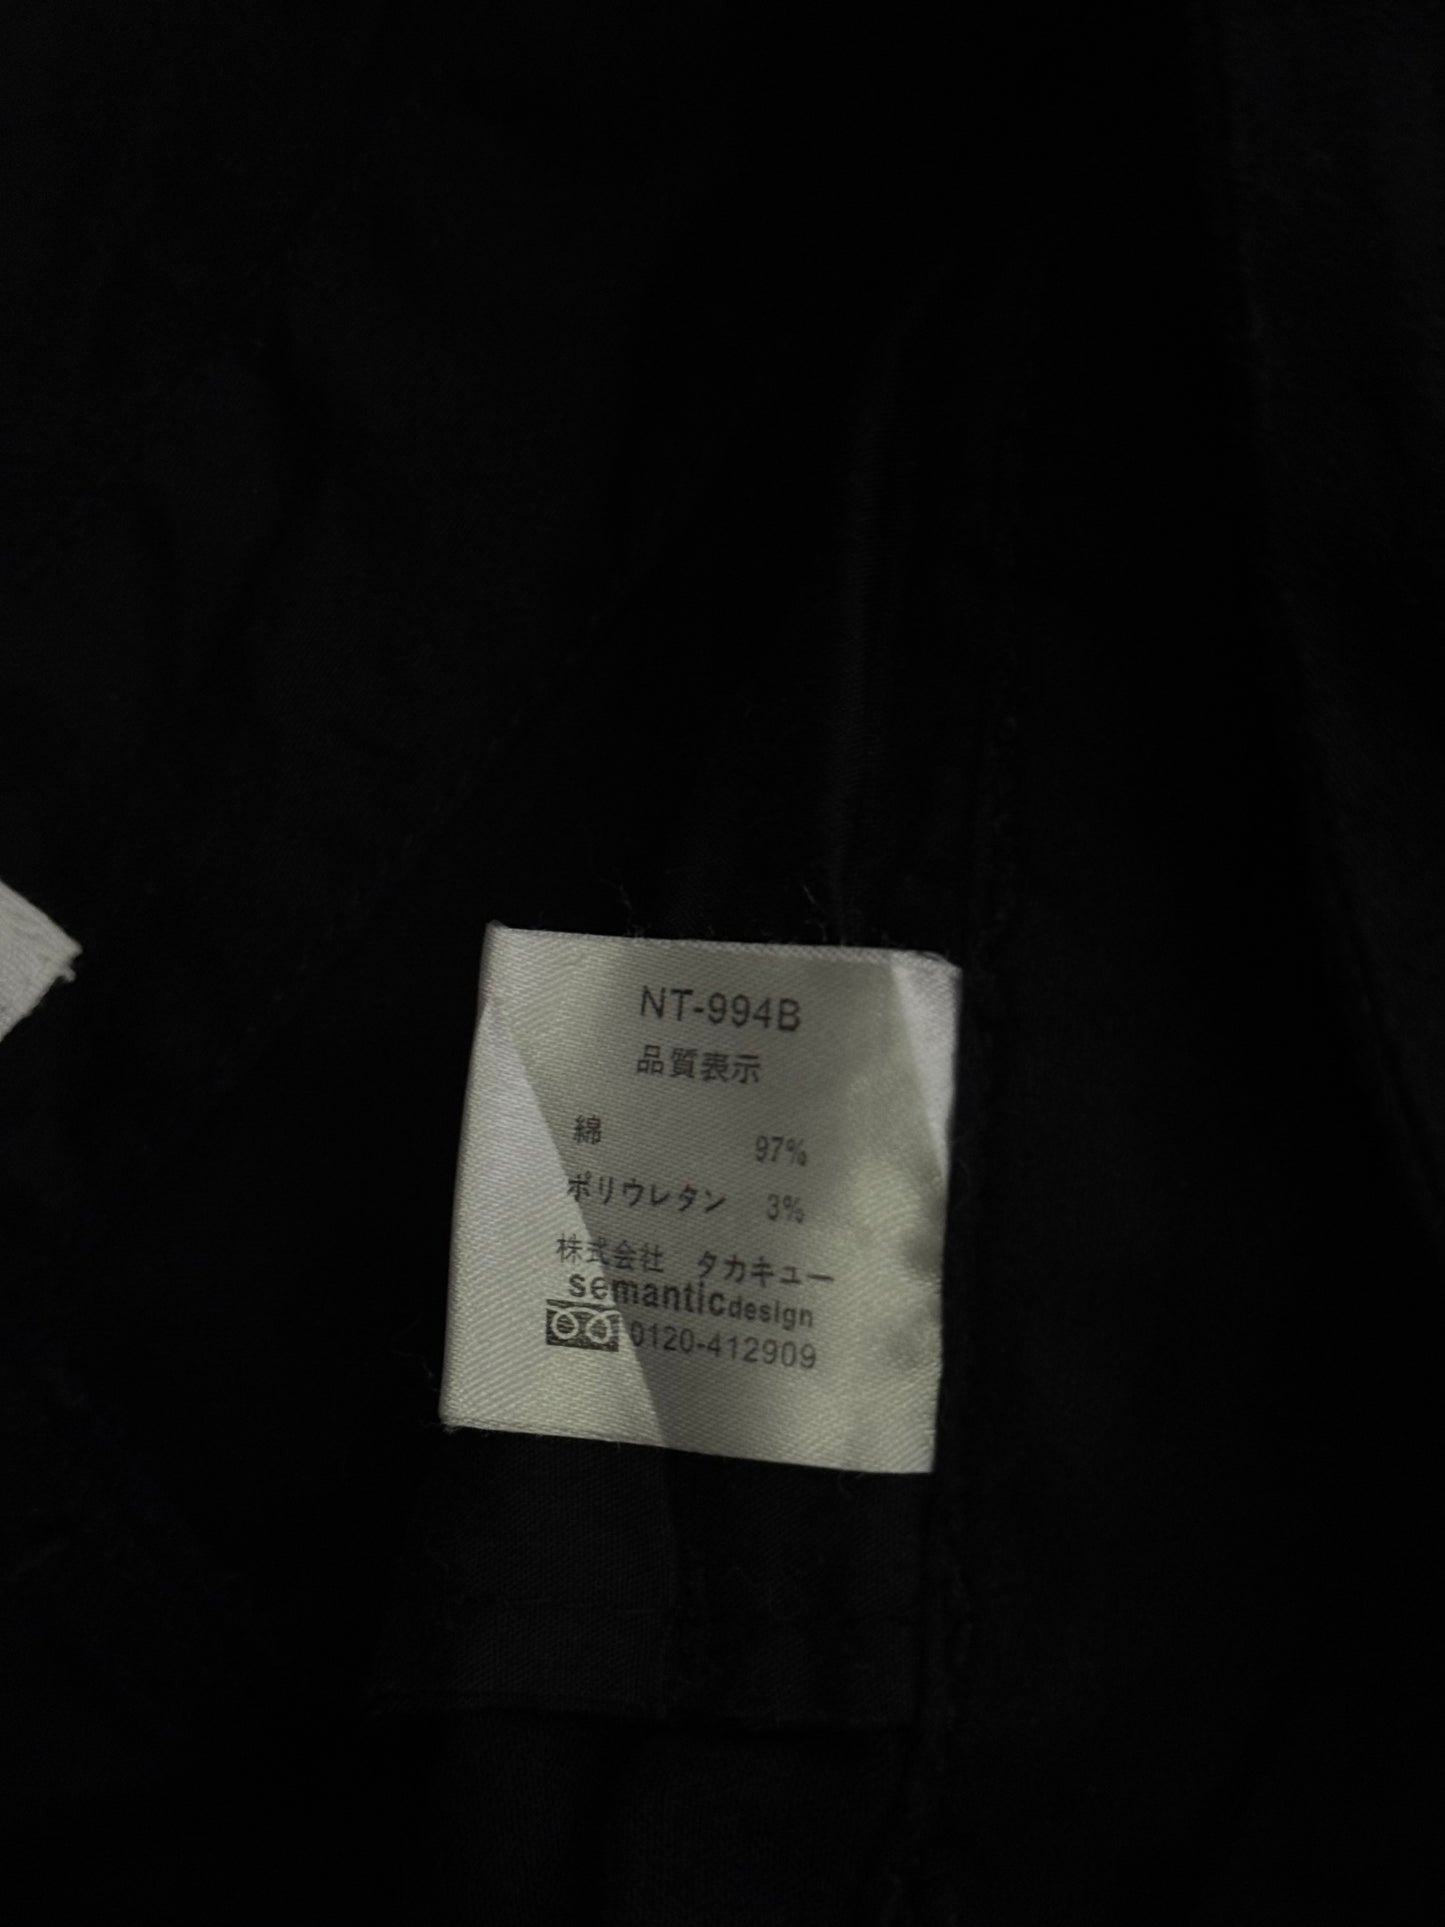 NT-994B
品質表示
綿 97%
ポリウレタン 3%
株式会社 タカキュー
semanticdesign
0120-412909